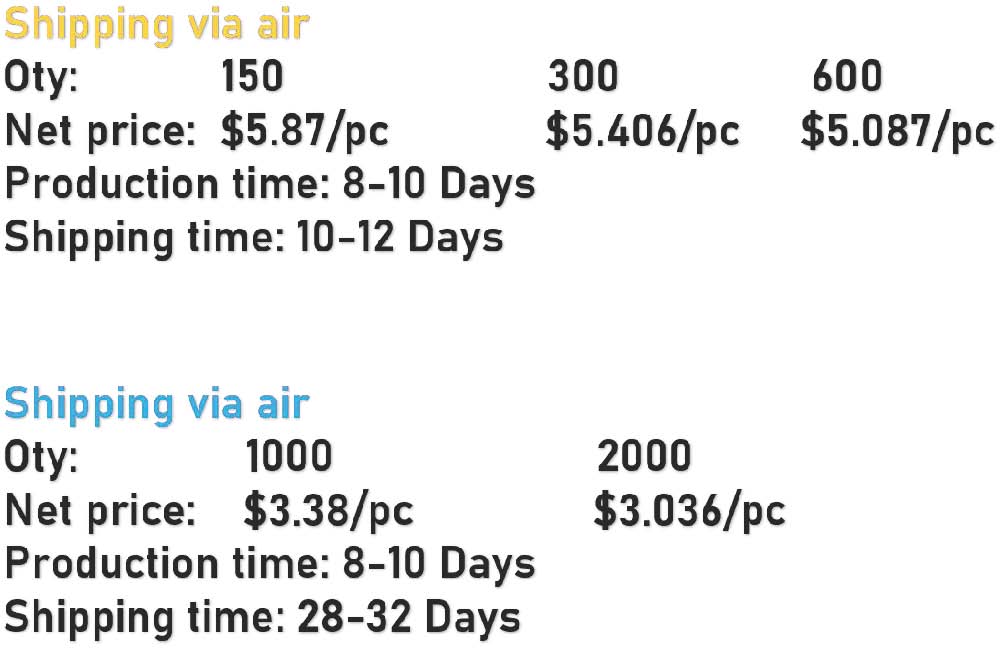 Shipping via air
Qty: 150 300 600
Net price: $5.87/pc $5.406/pc $5.087/pc
Production time: 8-10 Days
Shipping time: 10-12 Days
Shipping via air
Qty: 1000 2000
Net price: $3.38/pc $3.036/pc
Production time: 8-10 Days
Shipping time: 28-32 Days